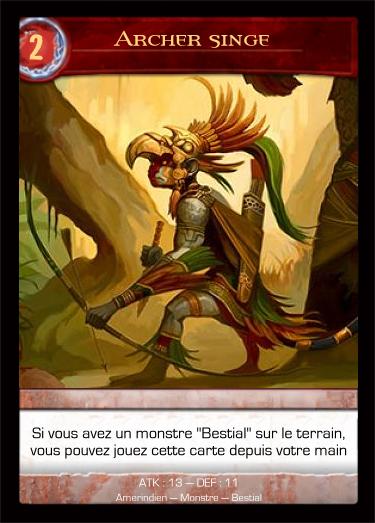 2
Archer singe
Si vous avez un monstre "Bestial" sur le terrain,
vous pouvez jouez cette carte depuis votre main
ATK : 13 – DEF : 11
Amerindien – Monstre – Bestial